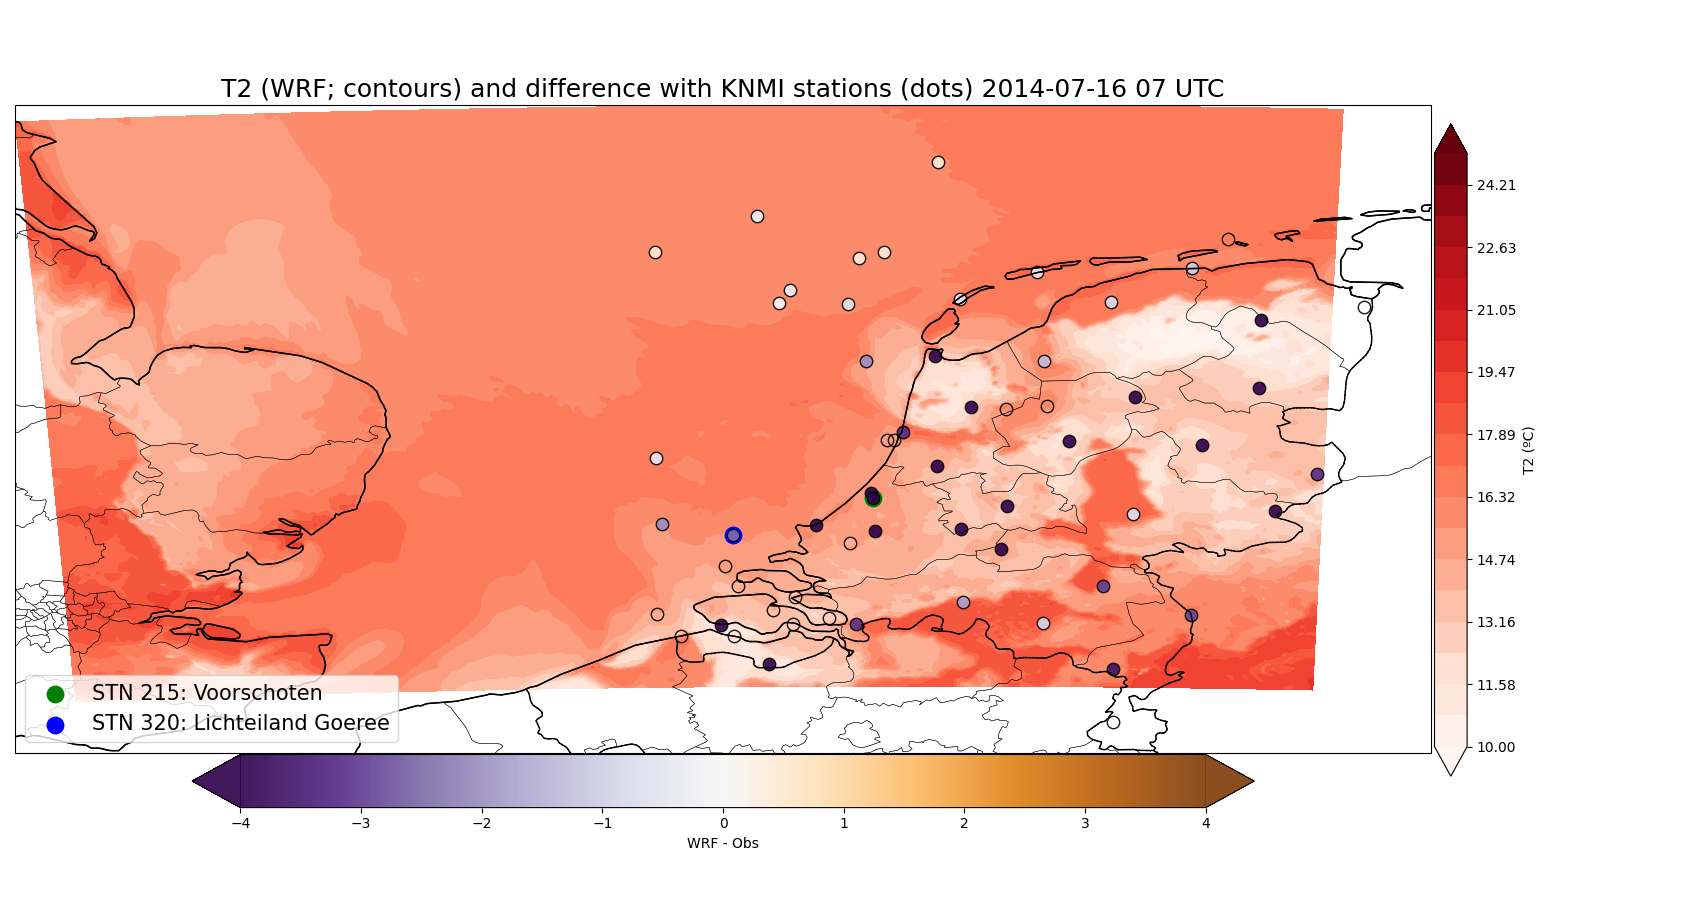 T2 (WRF; contours) and difference with KNMI stations (dots) 2014-07-16 07 UTC
24.21
22.63
21.05
19.47
17.89
16.32
14.74
13.16
11.58
10.00
T2 (ºC)
STN 215: Voorschoten
STN 320: Lichteiland Goeree
−4 −3 −2 −1 0 1 2 3 4
WRF - Obs